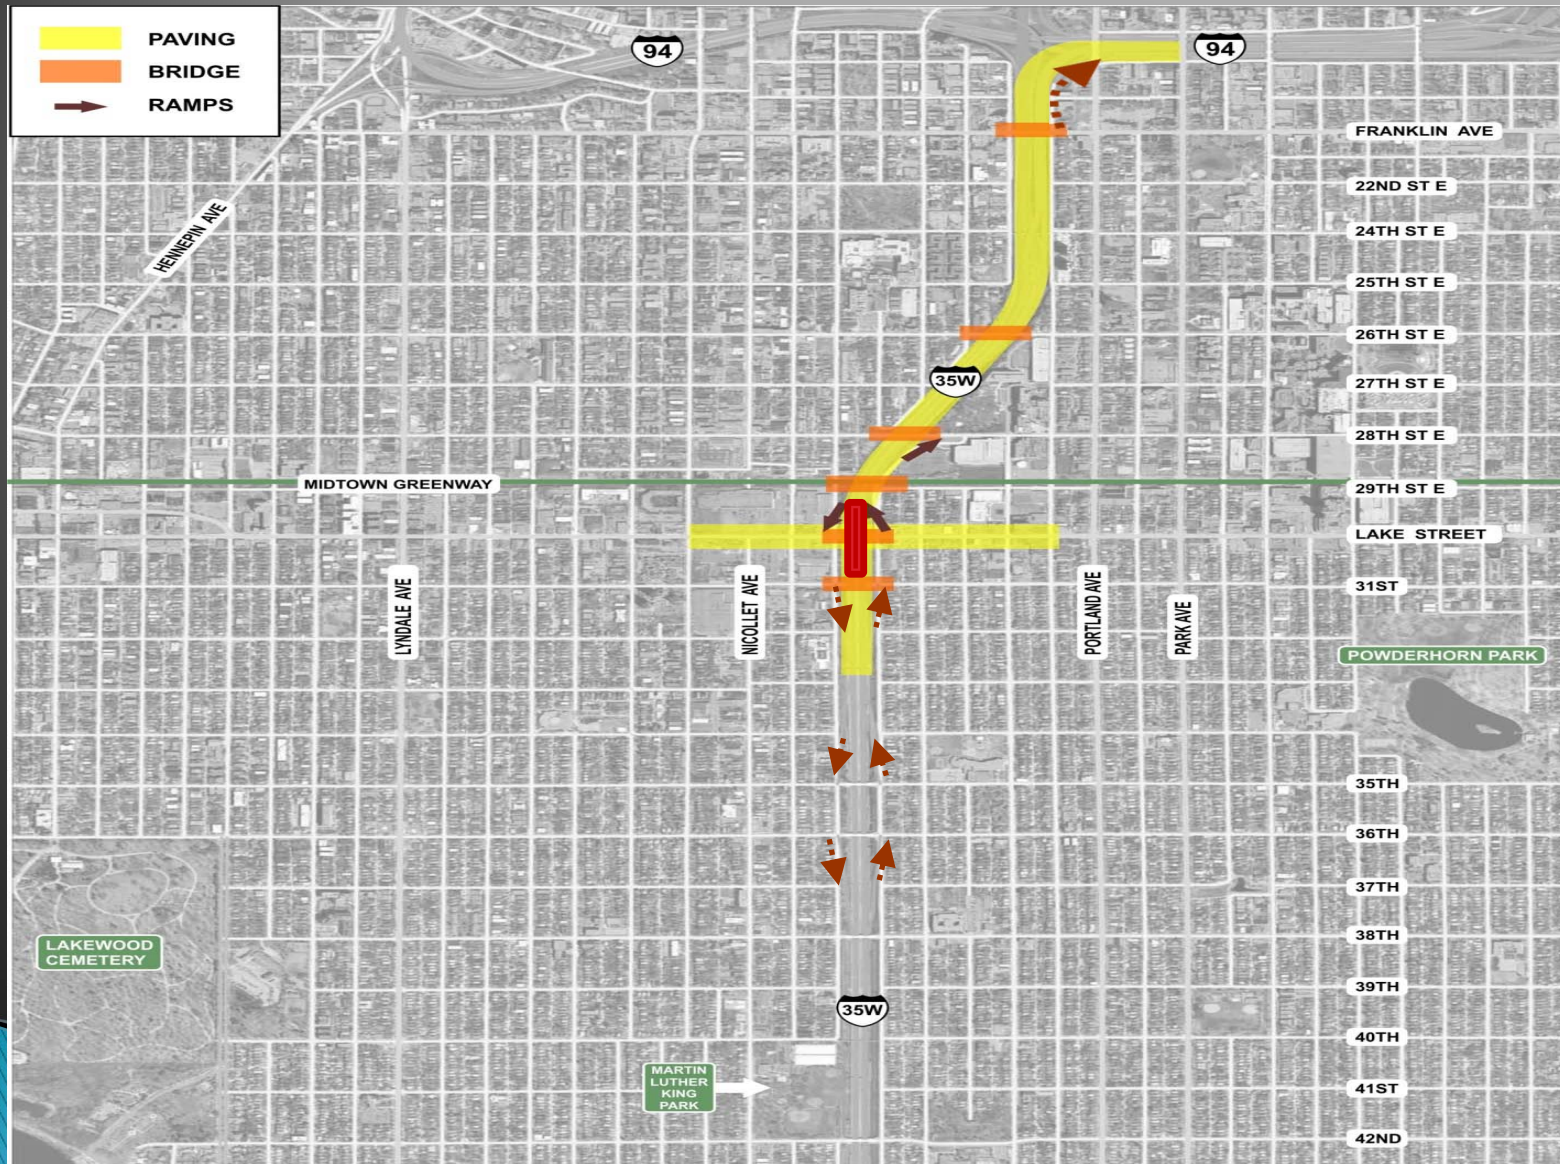 PAVING
BRIDGE
RAMPS
94
94
FRANKLIN AVE
22ND ST E
HENNEPIN AVE
24TH ST E
25TH ST E
26TH ST E
35W
27TH ST E
28TH ST E
MIDTOWN GREENWAY
29TH ST E
LAKE STREET
31ST
LYNDALE AVE
NICOLLET AVE
PORTLAND AVE
PARK AVE
POWDERHORN PARK
35TH
36TH
37TH
38TH
LAKEWOOD
CEMETERY
39TH
35W
40TH
MARTIN
LUTHER
KING
PARK
41ST
42ND